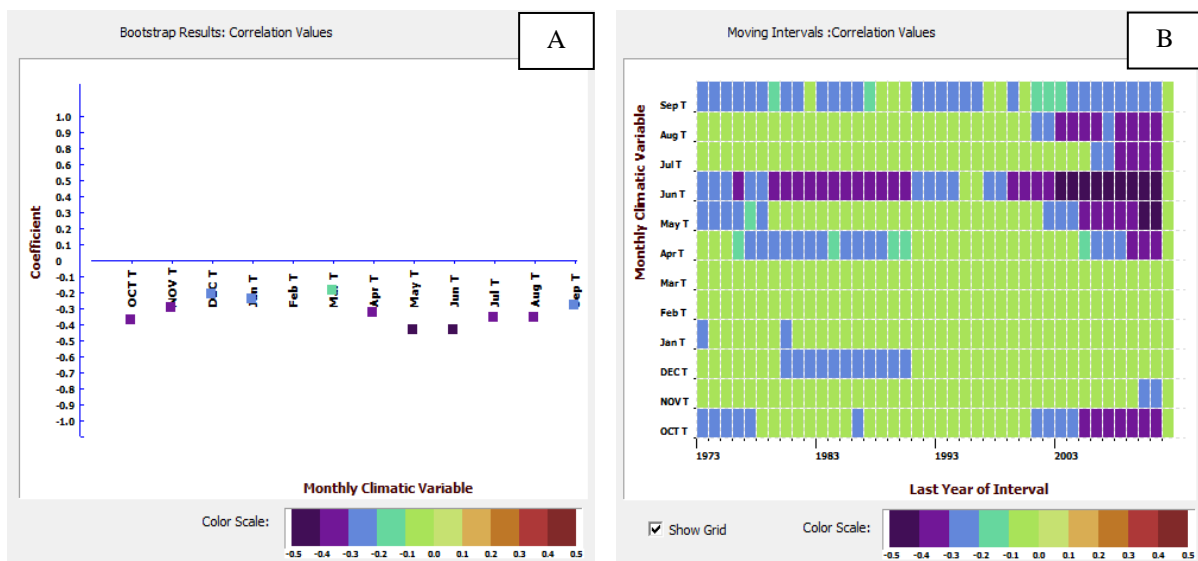 Bootstrap Results: Correlation Values
A
Coefficient
1.0
0.9
0.8
0.7
0.6
0.5
0.4
0.3
0.2
0.1
0
-0.1
-0.2
-0.3
-0.4
-0.5
-0.6
-0.7
-0.8
-0.9
-1.0
OCT T
NOV T
DEC T
Jan T
Feb T
Mar T
Apr T
May T
Jun T
Jul T
Aug T
Sep T
Monthly Climatic Variable
Color Scale:
-0.5 -0.4 -0.3 -0.2 -0.1 0.0 0.1 0.2 0.3 0.4 0.5
Moving Intervals :Correlation Values
B
Monthly Climatic Variable
Sep T
Aug T
Jul T
Jun T
May T
Apr T
Mar T
Feb T
Jan T
DEC T
NOV T
OCT T
1973 1983 1993 2003
Last Year of Interval
Show Grid
Color Scale:
-0.5 -0.4 -0.3 -0.2 -0.1 0.0 0.1 0.2 0.3 0.4 0.5